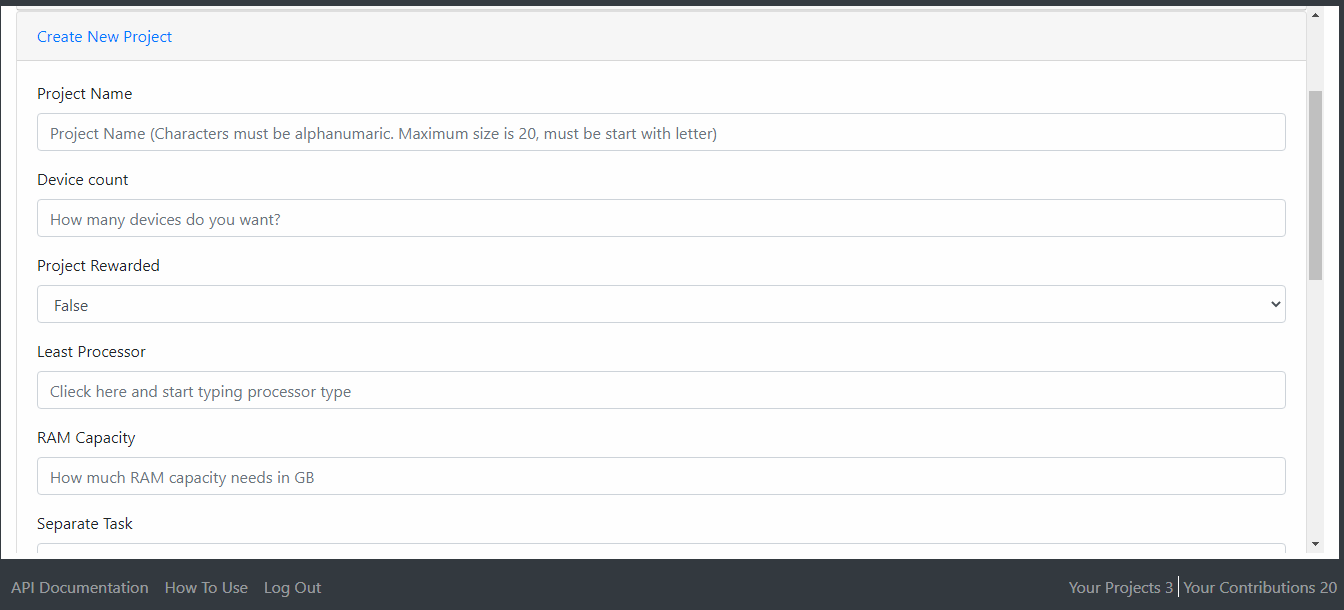 Create New Project
Project Name
Project Name (Characters must be alphanumaric. Maximum size is 20, must be start with letter)
Device count
How many devices do you want?
Project Rewarded
False
Least Processor
Clieck here and start typing processor type
RAM Capacity
How much RAM capacity needs in GB
Separate Task
API Documentation How To Use Log Out Your Projects 3 Your Contributions 20